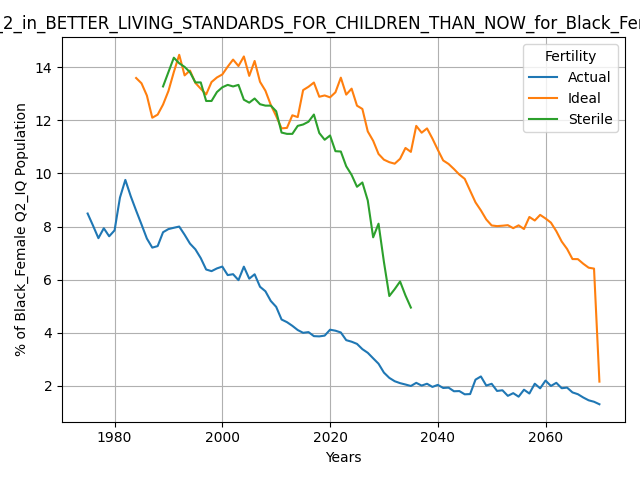 _2_in_BETTER_LIVING_STANDARDS_FOR_CHILDREN_THAN_NOW_for_Black_Fe
Fertility
Actual
Ideal
Sterile
% of Black_Female Q2_IQ Population
14
12
10
8
6
4
2
1980 2000 2020 2040 2060
Years